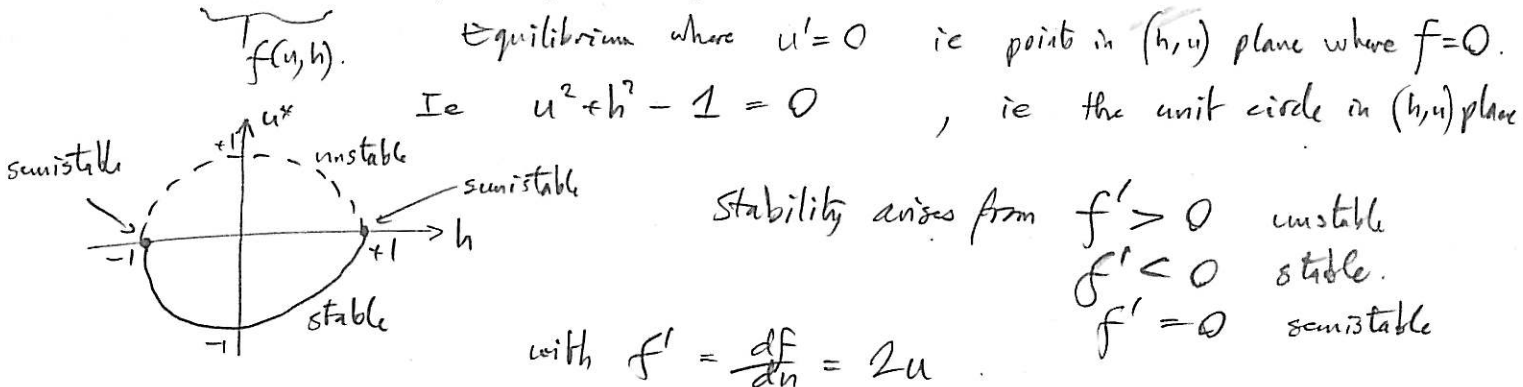 f(u,h).
Equilibrium where u'=0 ie points in (h,u) plane where f=0.
Ie u²+h²-1=0 , ie the unit circle in (h,u) plane
u*
+1
unstable
semistable
semistable
Stability arises from f'>0 unstable
-1
+1
h
f'<0 stable.
stable
f'=0 semistable
-1
with f' = df/du = 2u.